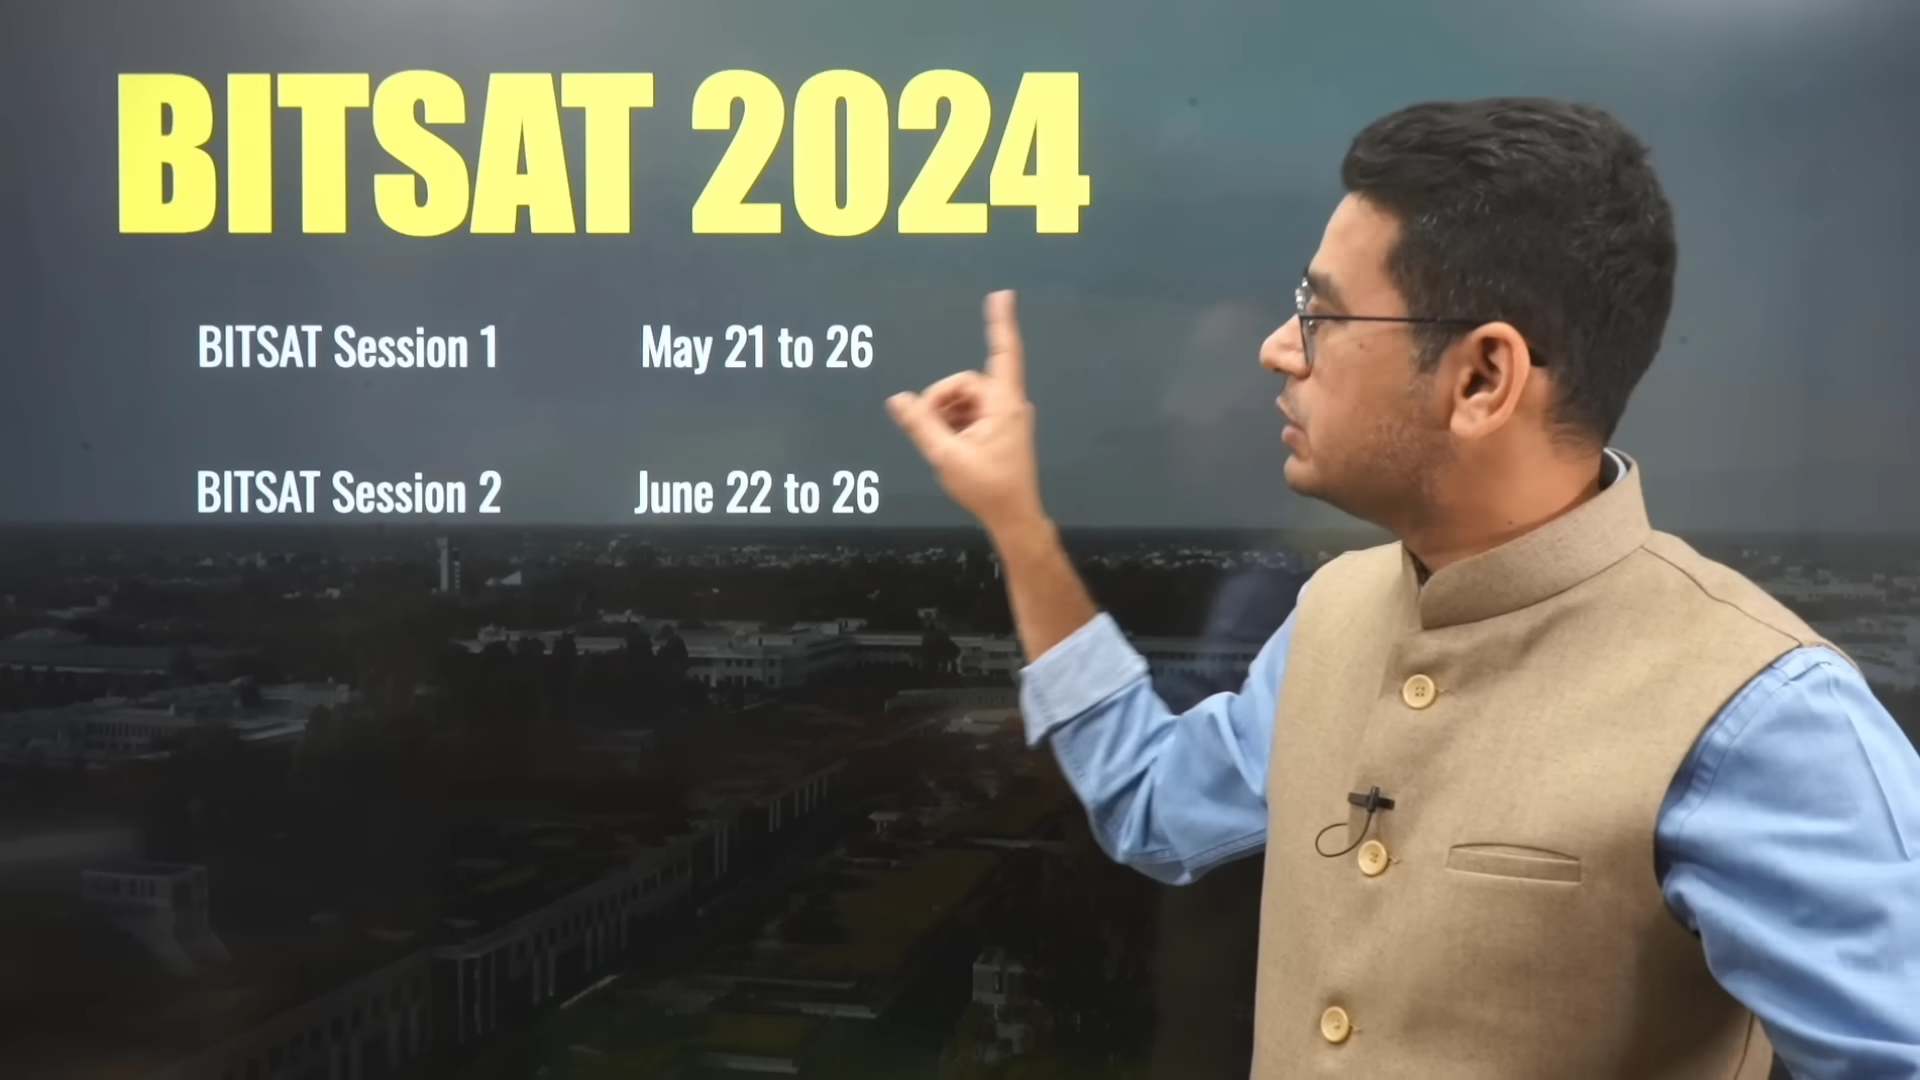 BITSAT 2024
BITSAT Session 1 May 21 to 26
BITSAT Session 2 June 22 to 26